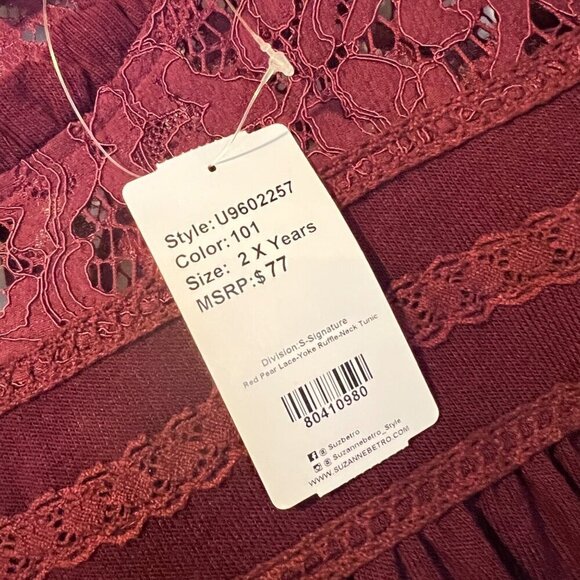 Style:U9602257
Color:101
Size: 2 X Years
MSRP:$77
Division:S-Signature
Red Pear Lace-Yoke Ruffle-Neck Tunic
80410980
@ Suzbetro
@ Suzannebetro_Style
WWW.SUZANNEBETRO.COM